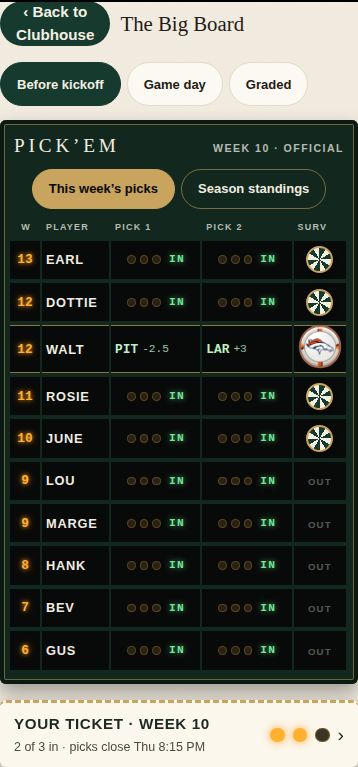 ‹ Back to
Clubhouse
The Big Board
Before kickoff
Game day
Graded
PICK’EM
WEEK 10 · OFFICIAL
This week’s picks
Season standings
W PLAYER PICK 1 PICK 2 SURV
13 EARL IN IN
12 DOTTIE IN IN
12 WALT PIT -2.5 LAR +3
11 ROSIE IN IN
10 JUNE IN IN
9 LOU IN IN OUT
9 MARGE IN IN OUT
8 HANK IN IN OUT
7 BEV IN IN OUT
6 GUS IN IN OUT
YOUR TICKET · WEEK 10
2 of 3 in · picks close Thu 8:15 PM
›